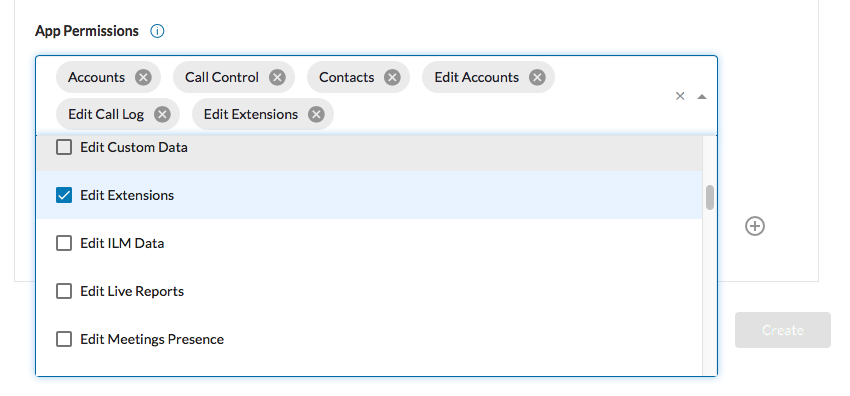 App Permissions
Accounts Call Control Contacts Edit Accounts
Edit Call Log Edit Extensions
Edit Custom Data
Edit Extensions
Edit ILM Data
Edit Live Reports
Edit Meetings Presence
Create